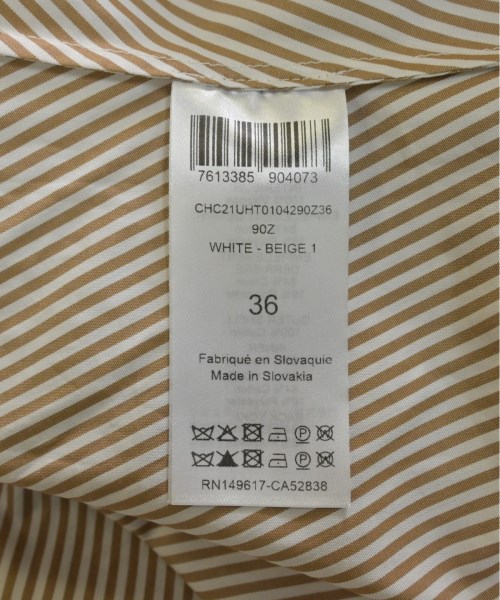 7613385 904073
CHC21UHT0104290Z36
90Z
WHITE - BEIGE 1
36
Fabriqué en Slovaquie
Made in Slovakia
P
P
RN149617-CA52838